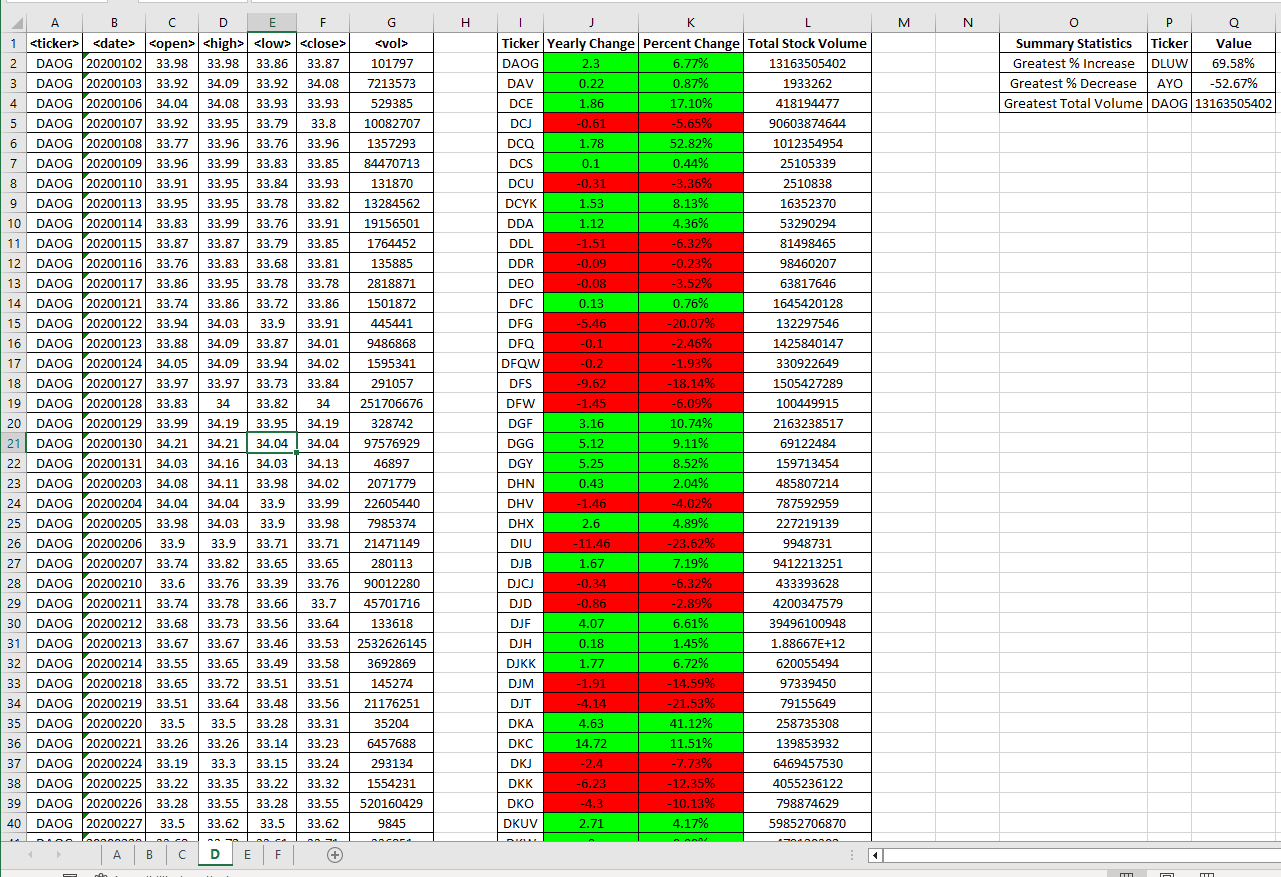 A B C D E F G H I J K L M N O P Q
1 <ticker> <date> <open> <high> <low> <close> <vol> Ticker Yearly Change Percent Change Total Stock Volume Summary Statistics Ticker Value
2 DAOG 20200102 33.98 33.98 33.86 33.87 101797 DAOG 2.3 6.77% 13163505402 Greatest % Increase DLUW 69.58%
3 DAOG 20200103 33.92 34.09 33.92 34.08 7213573 DAV 0.22 0.87% 1933262 Greatest % Decrease AYO -52.67%
4 DAOG 20200106 34.04 34.08 33.93 33.93 529385 DCE 1.86 17.10% 418194477 Greatest Total Volume DAOG 13163505402
5 DAOG 20200107 33.92 33.95 33.79 33.8 10082707 DCJ -0.61 -5.65% 90603874644
6 DAOG 20200108 33.77 33.96 33.76 33.96 1357293 DCQ 1.78 52.82% 1012354954
7 DAOG 20200109 33.96 33.99 33.83 33.85 84470713 DCS 0.1 0.44% 25105339
8 DAOG 20200110 33.91 33.95 33.84 33.93 131870 DCU -0.31 -3.36% 2510838
9 DAOG 20200113 33.95 33.95 33.78 33.82 13284562 DCYK 1.53 8.13% 16352370
10 DAOG 20200114 33.83 33.99 33.76 33.91 19156501 DDA 1.12 4.36% 53290294
11 DAOG 20200115 33.87 33.87 33.79 33.85 1764452 DDL -1.51 -6.32% 81498465
12 DAOG 20200116 33.76 33.83 33.68 33.81 135885 DDR -0.09 -0.23% 98460207
13 DAOG 20200117 33.86 33.95 33.78 33.78 2818871 DEO -0.08 -3.52% 63817646
14 DAOG 20200121 33.74 33.86 33.72 33.86 1501872 DFC 0.13 0.76% 1645420128
15 DAOG 20200122 33.94 34.03 33.9 33.91 445441 DFG -5.46 -20.07% 132297546
16 DAOG 20200123 33.88 34.09 33.87 34.01 9486868 DFQ -0.1 -2.46% 1425840147
17 DAOG 20200124 34.05 34.09 33.94 34.02 1595341 DFQW -0.2 -1.93% 330922649
18 DAOG 20200127 33.97 33.97 33.73 33.84 291057 DFS -9.62 -18.14% 1505427289
19 DAOG 20200128 33.83 34 33.82 34 251706676 DFW -1.45 -6.09% 100449915
20 DAOG 20200129 33.99 34.19 33.95 34.19 328742 DGF 3.16 10.74% 2163238517
21 DAOG 20200130 34.21 34.21 34.04 34.04 97576929 DGG 5.12 9.11% 69122484
22 DAOG 20200131 34.03 34.16 34.03 34.13 46897 DGY 5.25 8.52% 159713454
23 DAOG 20200203 34.08 34.11 33.98 34.02 2071779 DHN 0.43 2.04% 485807214
24 DAOG 20200204 34.04 34.04 33.9 33.99 22605440 DHV -1.46 -4.02% 787592959
25 DAOG 20200205 33.98 34.03 33.9 33.98 7985374 DHX 2.6 4.89% 227219139
26 DAOG 20200206 33.9 33.9 33.71 33.71 21471149 DIU -11.46 -23.62% 9948731
27 DAOG 20200207 33.74 33.82 33.65 33.65 280113 DJB 1.67 7.19% 9412213251
28 DAOG 20200210 33.6 33.76 33.39 33.76 90012280 DJCJ -0.34 -6.32% 433393628
29 DAOG 20200211 33.74 33.78 33.66 33.7 45701716 DJD -0.86 -2.89% 4200347579
30 DAOG 20200212 33.68 33.73 33.56 33.64 133618 DJF 4.07 6.61% 39496100948
31 DAOG 20200213 33.67 33.67 33.46 33.53 2532626145 DJH 0.18 1.45% 1.88667E+12
32 DAOG 20200214 33.55 33.65 33.49 33.58 3692869 DJKK 1.77 6.72% 620055494
33 DAOG 20200218 33.65 33.72 33.51 33.51 145274 DJM -1.91 -14.59% 97339450
34 DAOG 20200219 33.51 33.64 33.48 33.56 21176251 DJT -4.14 -21.53% 79155649
35 DAOG 20200220 33.5 33.5 33.28 33.31 35204 DKA 4.63 41.12% 258735308
36 DAOG 20200221 33.26 33.26 33.14 33.23 6457688 DKC 14.72 11.51% 139853932
37 DAOG 20200224 33.19 33.3 33.15 33.24 293134 DKJ -2.4 -7.73% 6469457530
38 DAOG 20200225 33.22 33.35 33.22 33.32 1554231 DKK -6.23 -12.35% 4055236122
39 DAOG 20200226 33.28 33.55 33.28 33.55 520160429 DKO -4.3 -10.13% 798874629
40 DAOG 20200227 33.5 33.62 33.5 33.62 9845 DKUV 2.71 4.17% 59852706870
A B C D E F